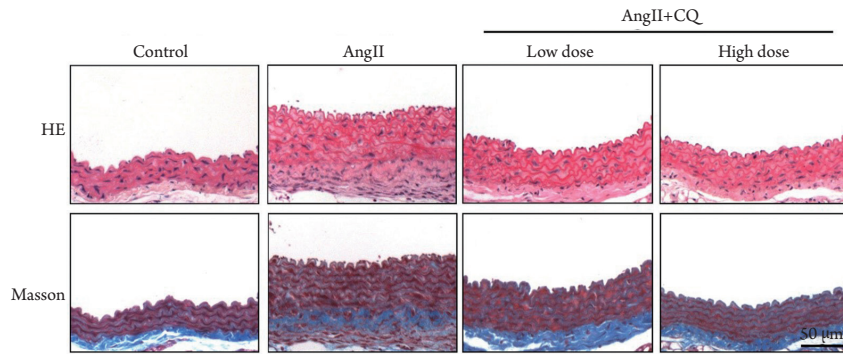 AngII+CQ
Control
AngII
Low dose
High dose
HE
Masson
50 μm